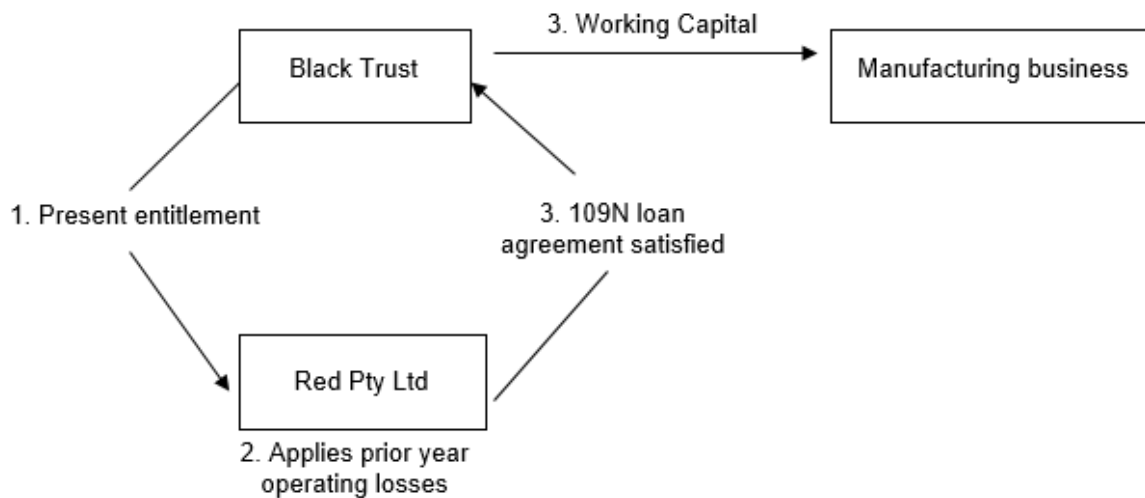 3. Working Capital
Black Trust
Manufacturing business
1. Present entitlement
3. 109N loan
agreement satisfied
Red Pty Ltd
2. Applies prior year
operating losses